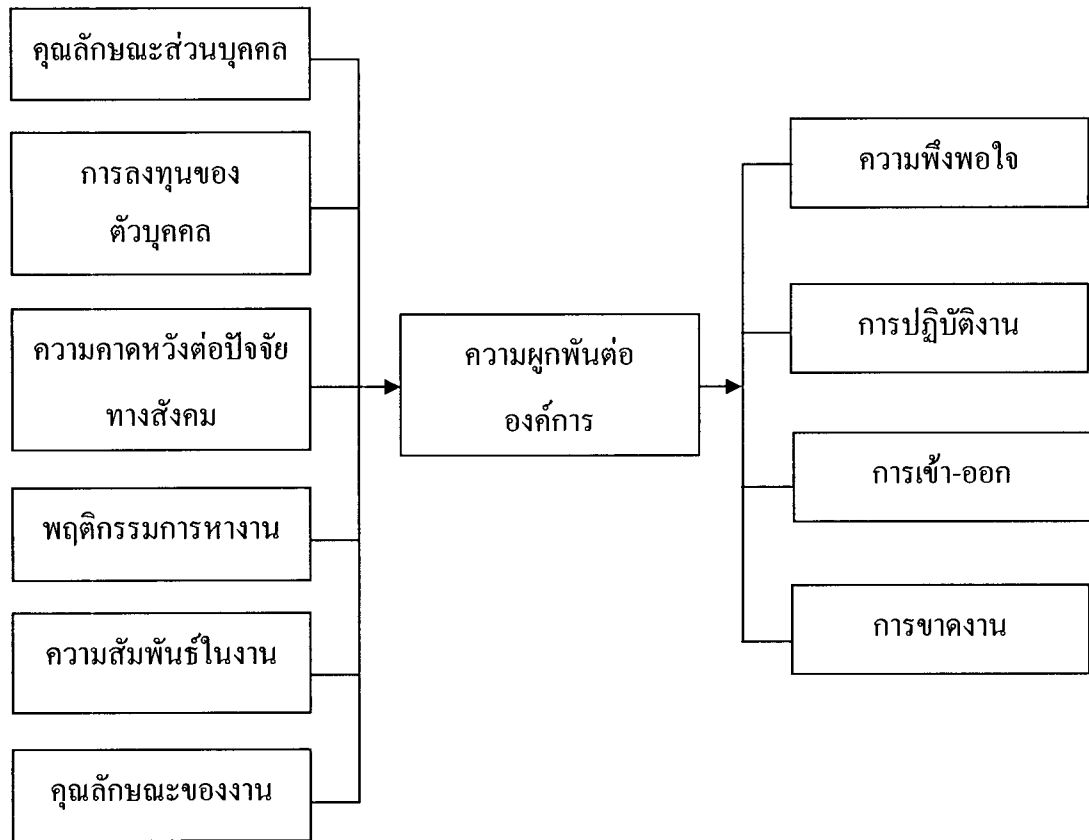 คุณลักษณะส่วนบุคคล
การลงทุนของ
ตัวบุคคล
ความคาดหวังต่อปัจจัย
ทางสังคม
พฤติกรรมการหางาน
ความสัมพันธ์ในงาน
คุณลักษณะของงาน
ความผูกพันต่อ
องค์การ
ความพึงพอใจ
การปฏิบัติงาน
การเข้า-ออก
การขาดงาน